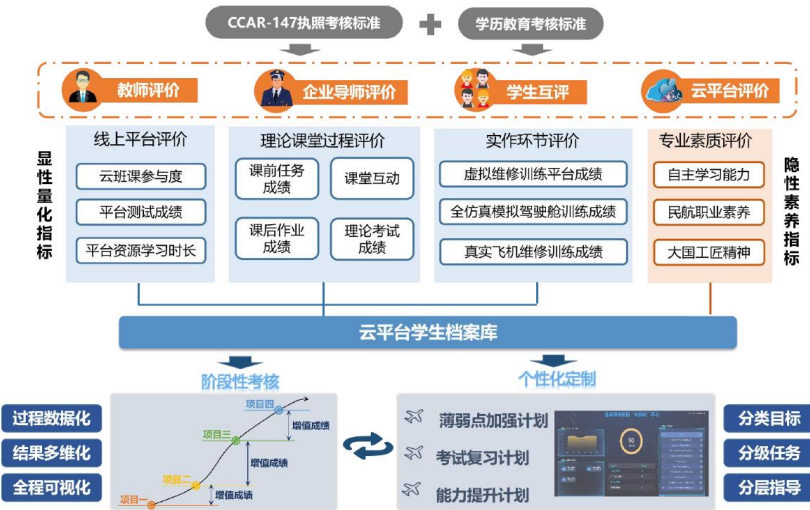 CCAR-147执照考核标准
学历教育考核标准
教师评价
企业导师评价
学生互评
云平台评价
显性量化指标
线上平台评价
云班课参与度
平台测试成绩
平台资源学习时长
理论课堂过程评价
课前任务
成绩
课堂互动
课后作业
成绩
理论考试
成绩
实作环节评价
虚拟维修训练平台成绩
全仿真模拟驾驶舱训练成绩
真实飞机维修训练成绩
专业素质评价
自主学习能力
民航职业素养
大国工匠精神
隐性素养指标
云平台学生档案库
阶段性考核
个性化定制
过程数据化
结果多维化
全程可视化
项目四
增值成绩
项目三
增值成绩
项目二
增值成绩
项目一
薄弱点加强计划
考试复习计划
能力提升计划
90
分类目标
分级任务
分层指导